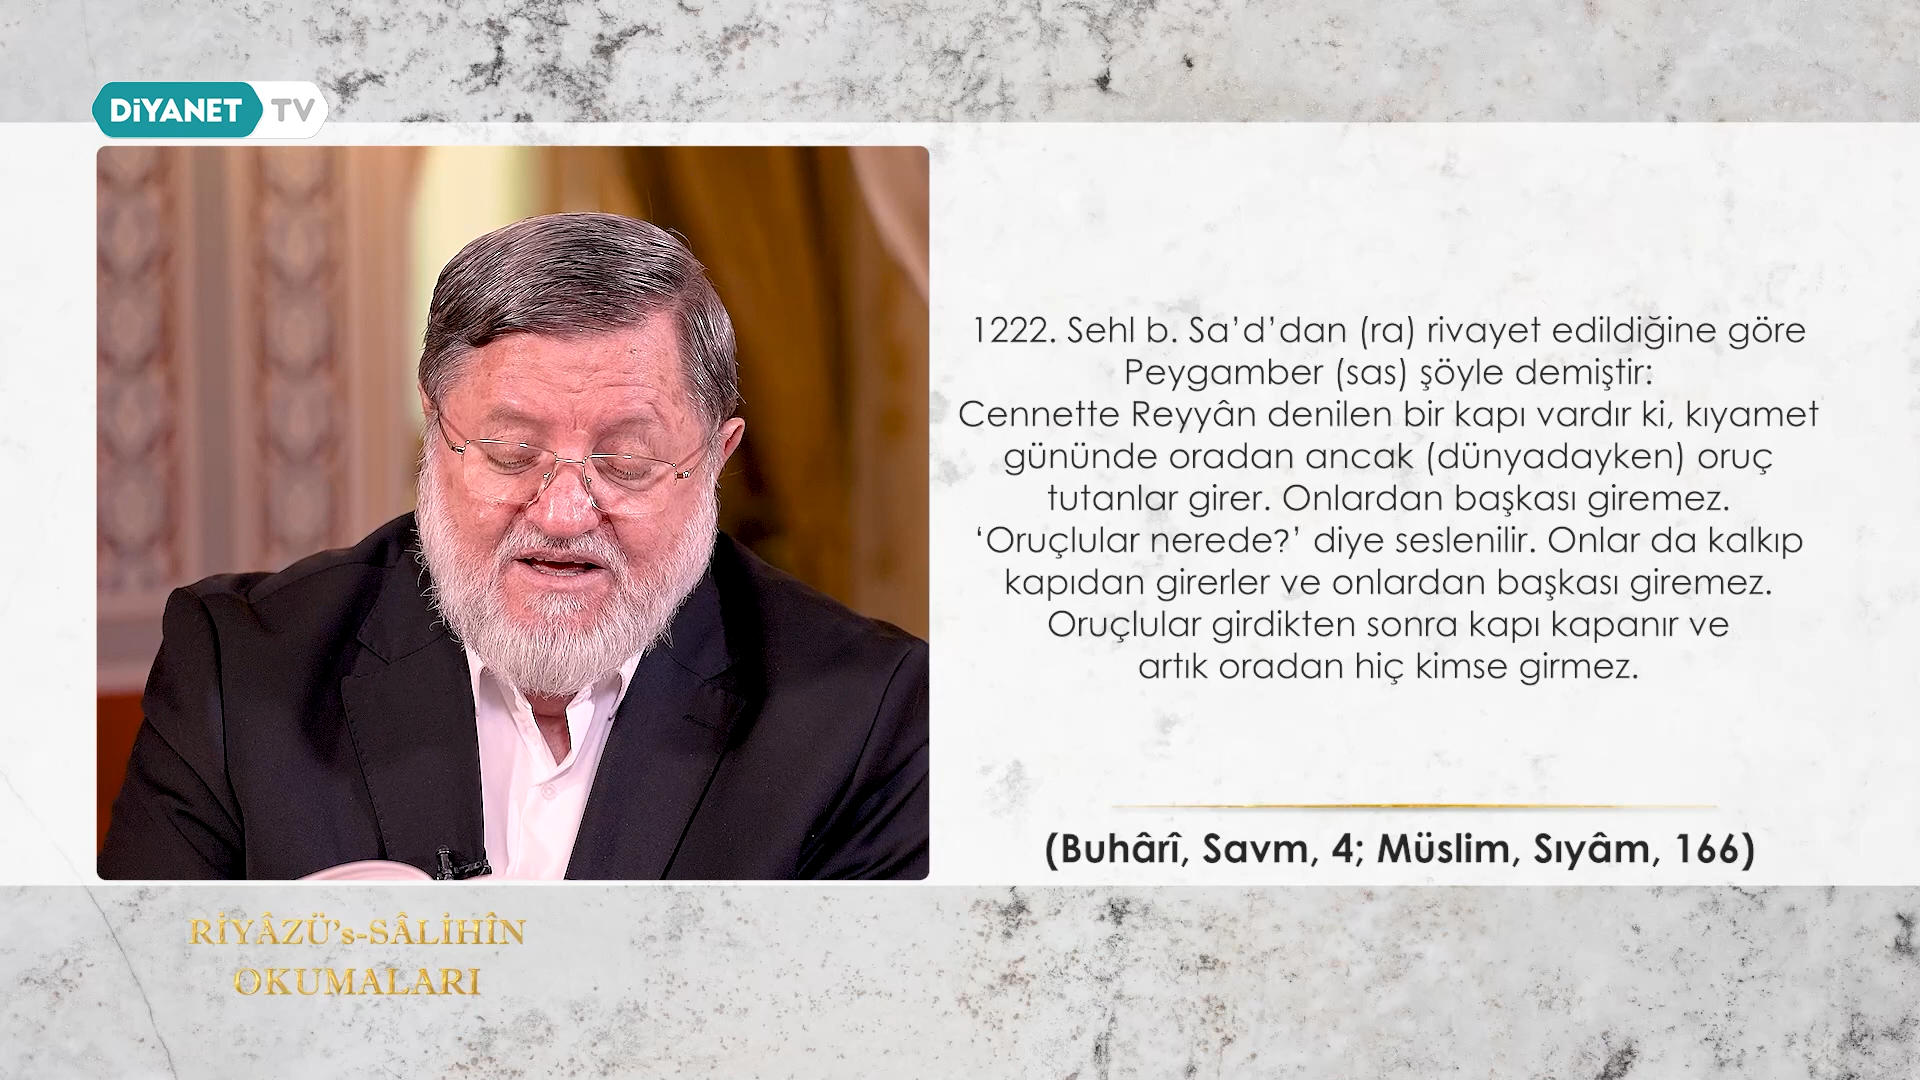 DİYANET TV
1222. Sehl b. Sa’d’dan (ra) rivayet edildiğine göre
Peygamber (sas) şöyle demiştir:
Cennette Reyyân denilen bir kapı vardır ki, kıyamet
gününde oradan ancak (dünyadayken) oruç
tutanlar girer. Onlardan başkası giremez.
‘Oruçlular nerede?’ diye seslenilir. Onlar da kalkıp
kapıdan girerler ve onlardan başkası giremez.
Oruçlular girdikten sonra kapı kapanır ve
artık oradan hiç kimse girmez.
(Buhârî, Savm, 4; Müslim, Sıyâm, 166)
RİYÂZÜ’s-SÂLİHÎN
OKUMALARI